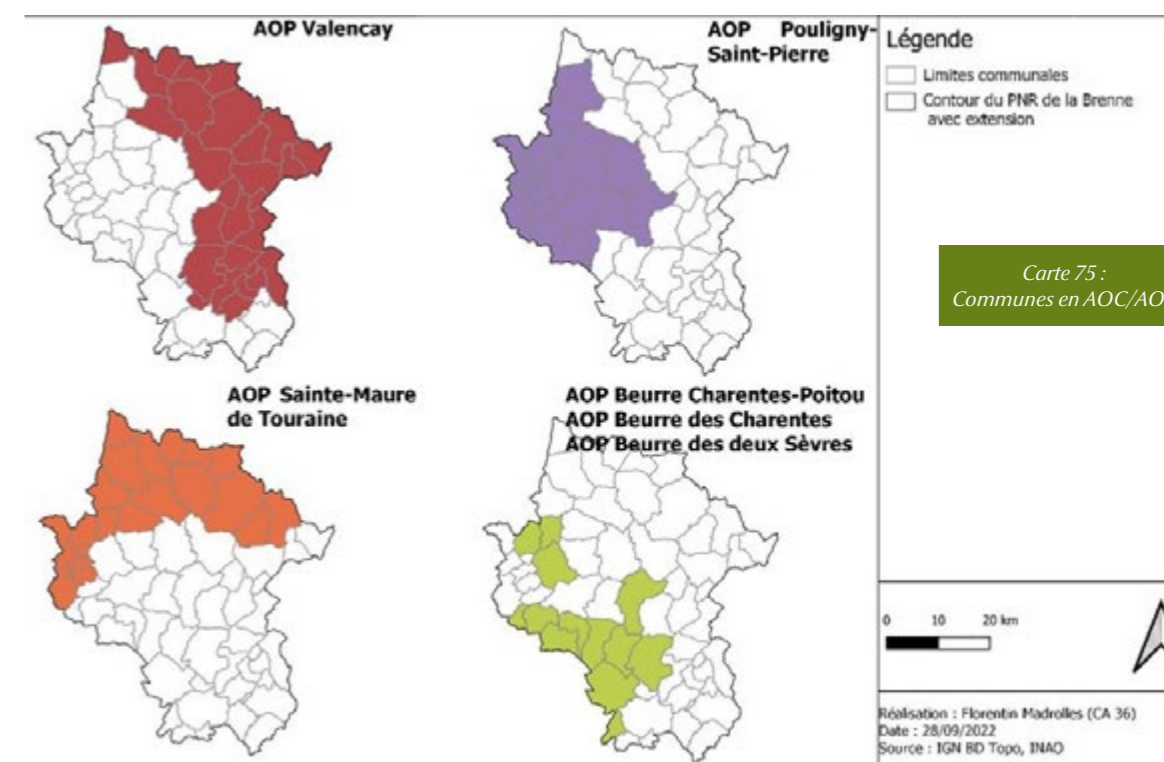 AOP Valencay
AOP Pouligny-
Saint-Pierre
AOP Sainte-Maure
de Touraine
AOP Beurre Charentes-Poitou
AOP Beurre des Charentes
AOP Beurre des deux Sèvres
Légende
Limites communales
Contour du PNR de la Brenne
avec extension
Carte 75 :
Communes en AOC/AO
0 10 20 km
Réalisation : Florentin Madrolles (CA 36)
Date : 28/09/2022
Source : IGN BD Topo, INAO